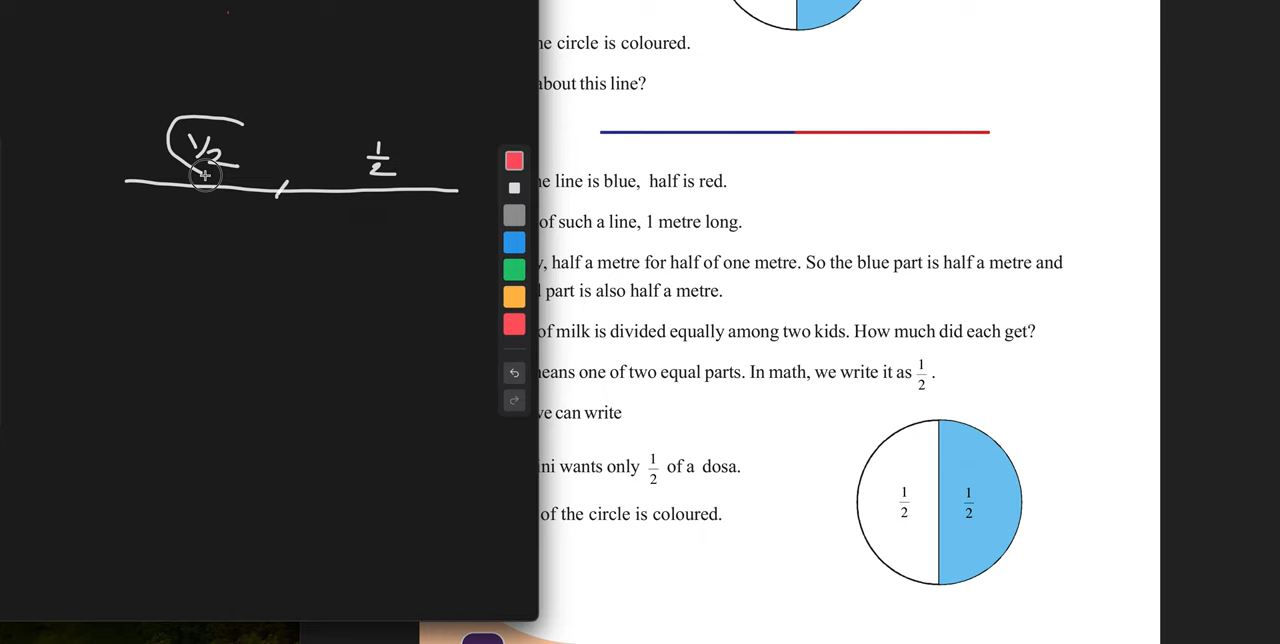 1/2
1/2
he circle is coloured.
about this line?
he line is blue, half is red.
of such a line, 1 metre long.
, half a metre for half of one metre. So the blue part is half a metre and
part is also half a metre.
of milk is divided equally among two kids. How much did each get?
means one of two equal parts. In math, we write it as 1/2 .
we can write
ini wants only 1/2 of a dosa.
of the circle is coloured.
1/2 1/2